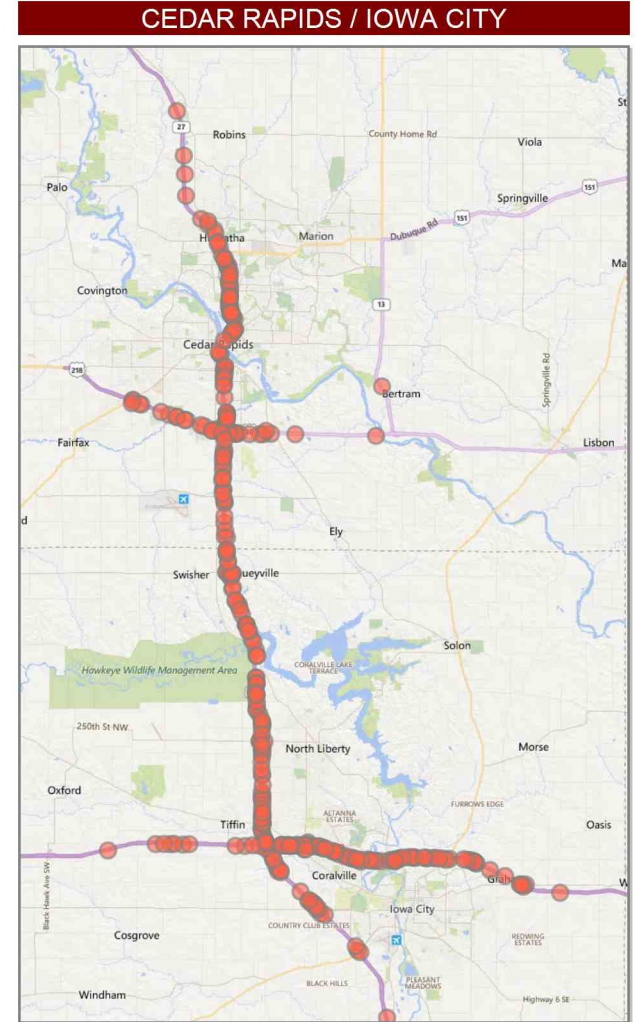 CEDAR RAPIDS / IOWA CITY
St
27
Robins
County Home Rd
Viola
Palo
151
Springville
151
Dubuque Rd
Marion
Ma
Covington
13
Cedar
218
Bertram
Springville Rd
Fairfax
Lisbon
d
Ely
Swisher
ueyville
Solon
CORALVILLE LAKE
TERRACE
Hawkeye Wildlife Management Area
250th St NW
North Liberty
Morse
Oxford
FURROWS EDGE
ALTANNA
ESTATES
Tiffin
Oasis
Black Hawk Ave SW
Coralville
W
Iowa City
COUNTRY CLUB ESTATES
Cosgrove
REDWING
ESTATES
BLACK HILLS
PLEASANT
MEADOWS
Windham
Highway 6 SE